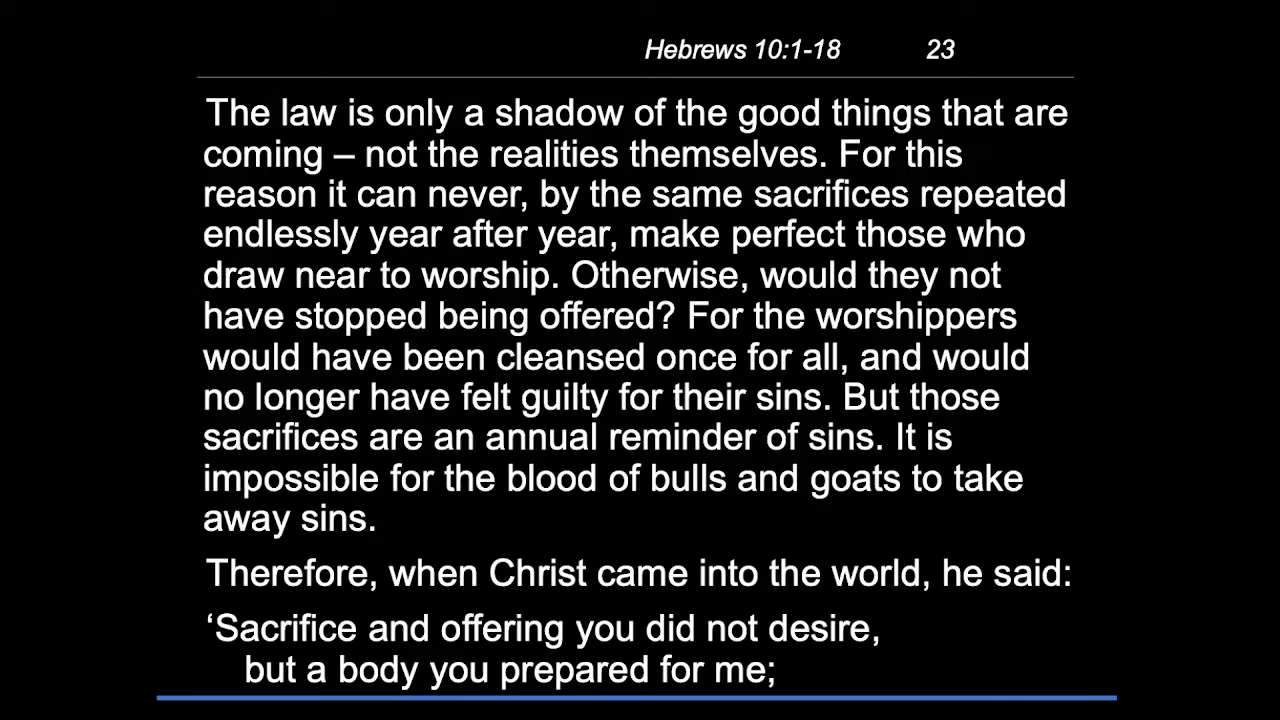 Hebrews 10:1-18 23
The law is only a shadow of the good things that are
coming – not the realities themselves. For this
reason it can never, by the same sacrifices repeated
endlessly year after year, make perfect those who
draw near to worship. Otherwise, would they not
have stopped being offered? For the worshippers
would have been cleansed once for all, and would
no longer have felt guilty for their sins. But those
sacrifices are an annual reminder of sins. It is
impossible for the blood of bulls and goats to take
away sins.
Therefore, when Christ came into the world, he said:
‘Sacrifice and offering you did not desire,
but a body you prepared for me;